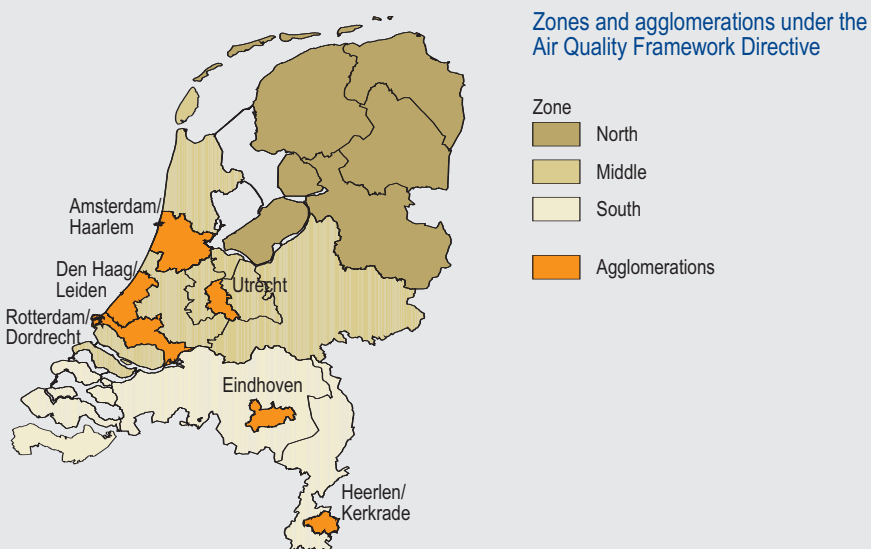 Zones and agglomerations under the
Air Quality Framework Directive
Zone
North
Middle
South
Agglomerations
Amsterdam/
Haarlem
Den Haag/
Leiden
Utrecht
Rotterdam/
Dordrecht
Eindhoven
Heerlen/
Kerkrade